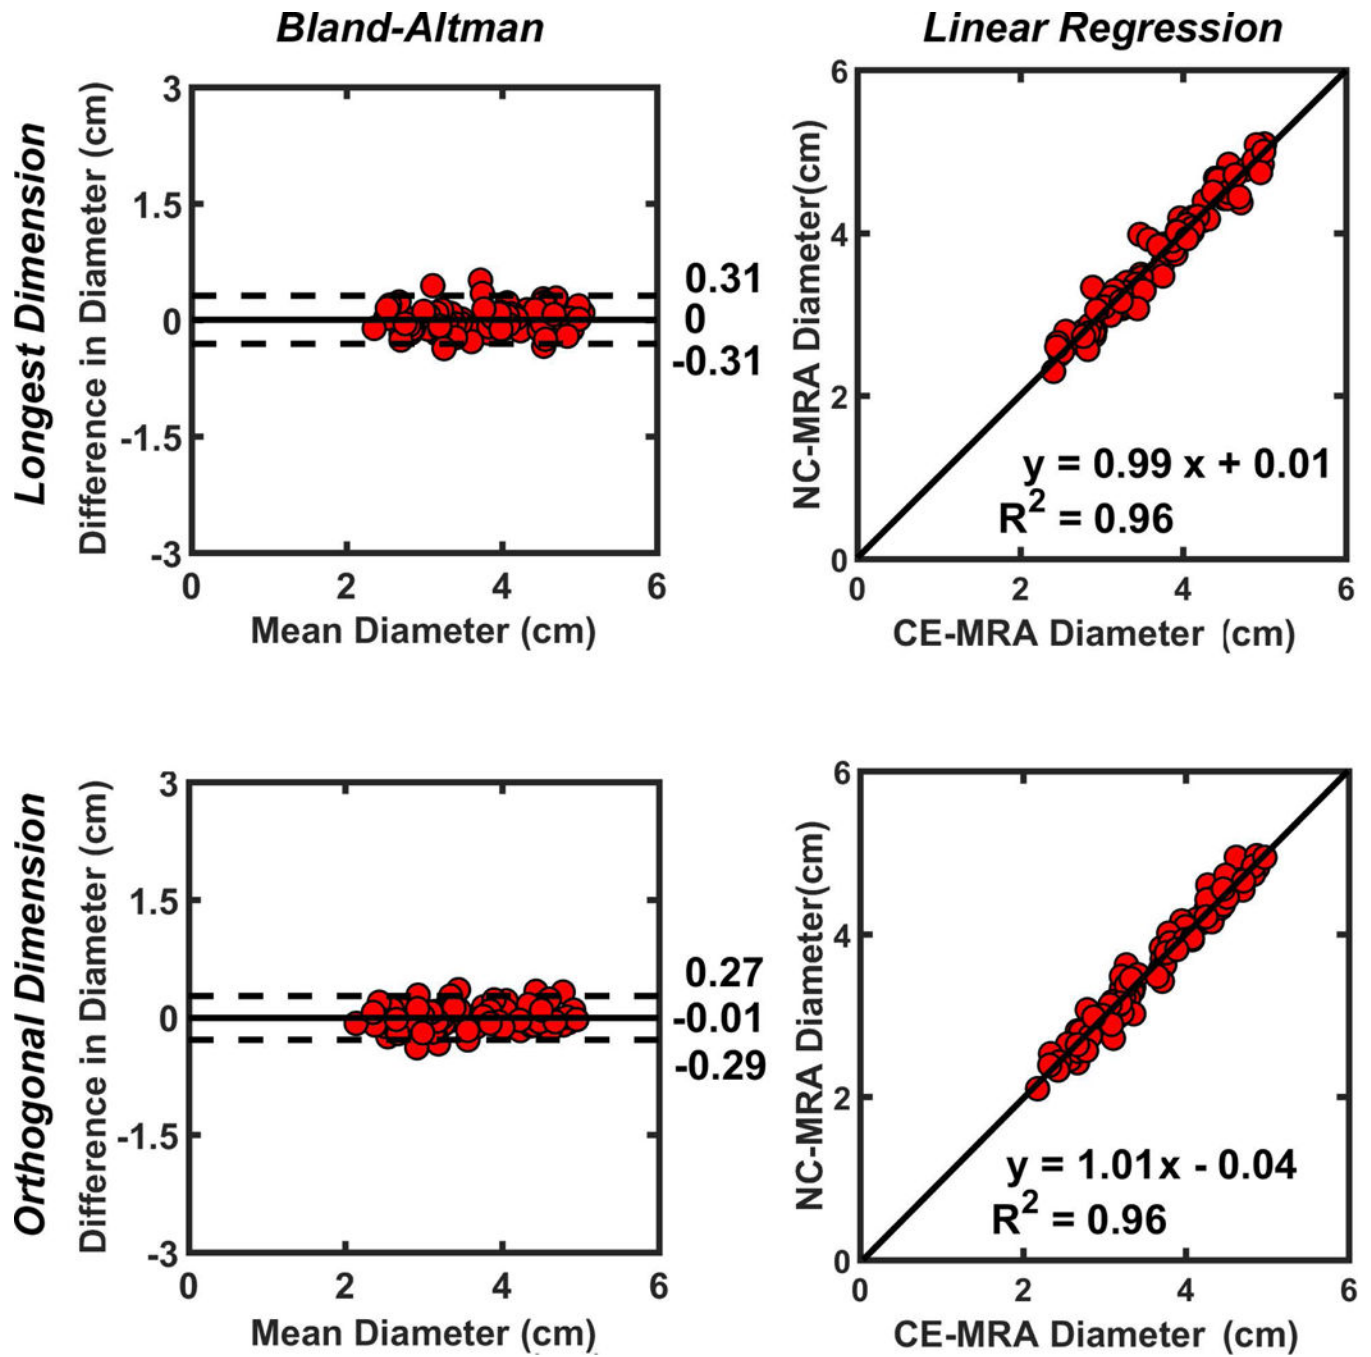 Bland-Altman
Linear Regression
Longest Dimension
Difference in Diameter (cm)
3
1.5
0
-1.5
-3
0
2
4
6
Mean Diameter (cm)
0.31
0
-0.31
NC-MRA Diameter(cm)
6
4
2
0
y = 0.99 x + 0.01
R² = 0.96
0
2
4
6
CE-MRA Diameter (cm)
Orthogonal Dimension
Difference in Diameter (cm)
3
1.5
0
-1.5
-3
0
2
4
6
Mean Diameter (cm)
0.27
-0.01
-0.29
NC-MRA Diameter(cm)
6
4
2
0
y = 1.01x - 0.04
R² = 0.96
0
2
4
6
CE-MRA Diameter (cm)